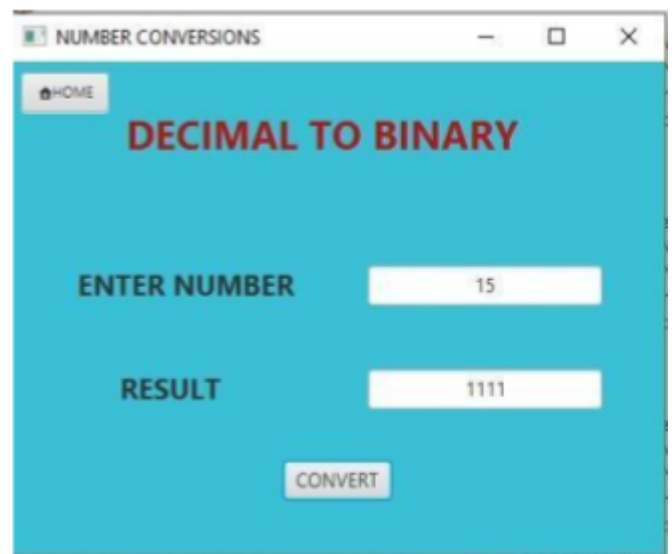 NUMBER CONVERSIONS
HOME
DECIMAL TO BINARY
ENTER NUMBER 15
RESULT 1111
CONVERT